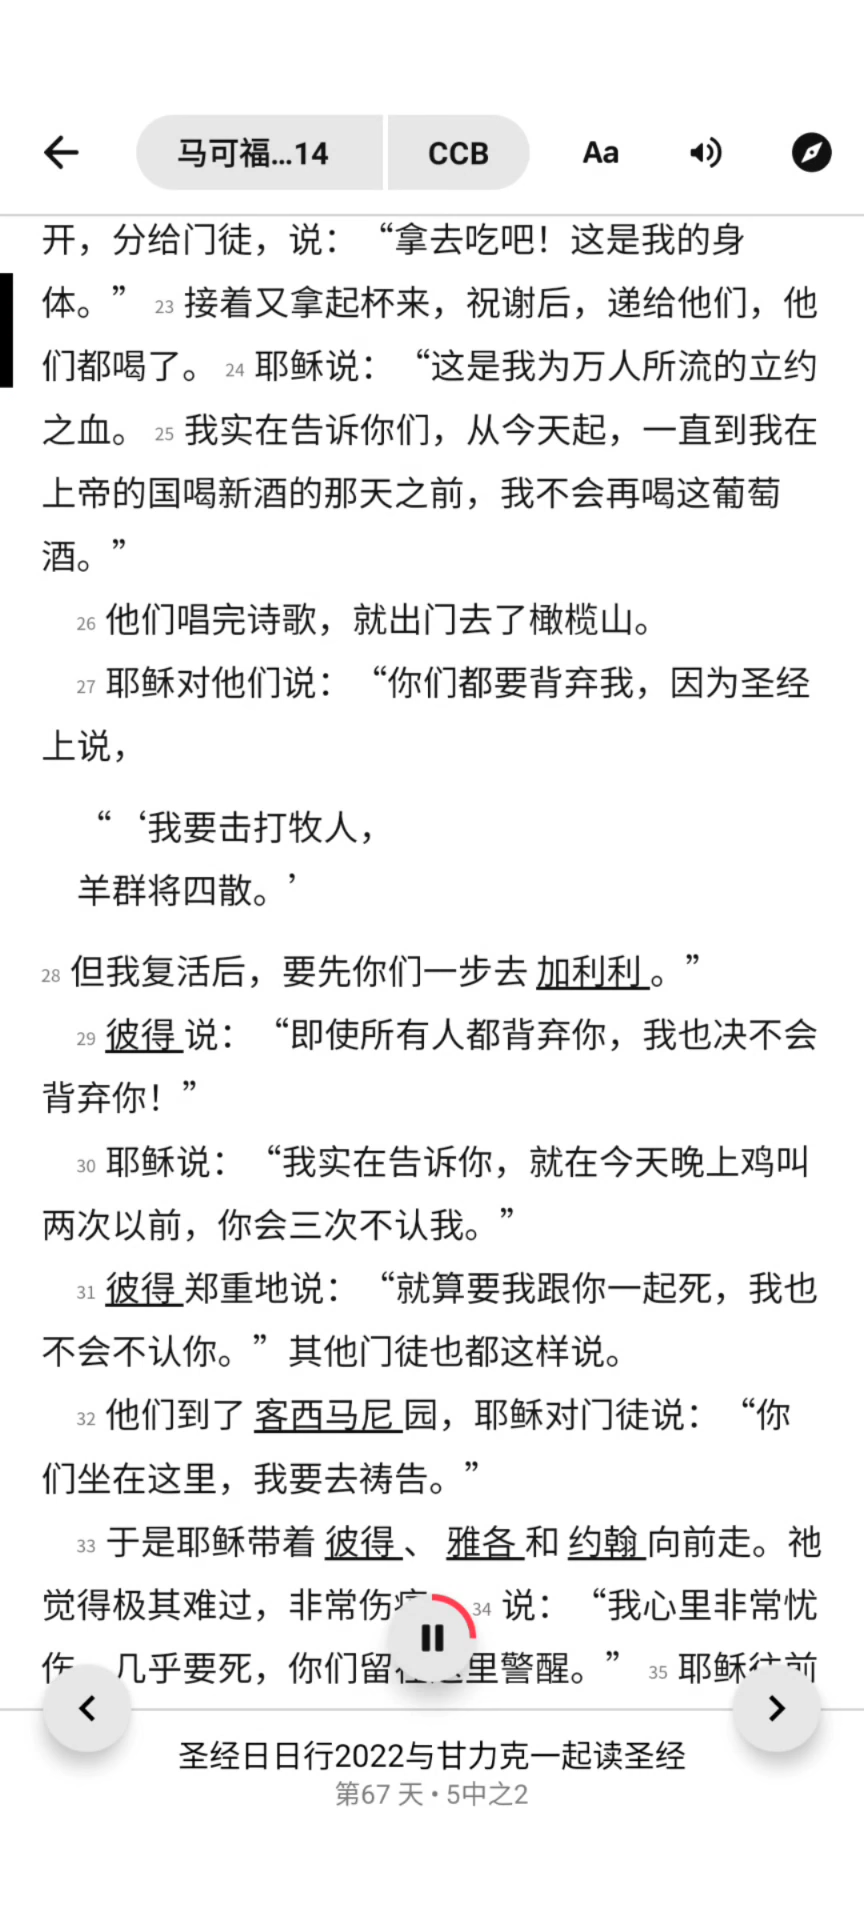 马可福...14 CCB Aa
开，分给门徒，说：“拿去吃吧！这是我的身
体。” 23 接着又拿起杯来，祝谢后，递给他们，他
们都喝了。 24 耶稣说：“这是我为万人所流的立约
之血。 25 我实在告诉你们，从今天起，一直到我在
上帝的国喝新酒的那天之前，我不会再喝这葡萄
酒。”
26 他们唱完诗歌，就出门去了橄榄山。
27 耶稣对他们说：“你们都要背弃我，因为圣经
上说，
“‘我要击打牧人，
羊群将四散。’
28 但我复活后，要先你们一步去 加利利 。”
29 彼得 说：“即使所有人都背弃你，我也决不会
背弃你！”
30 耶稣说：“我实在告诉你，就在今天晚上鸡叫
两次以前，你会三次不认我。”
31 彼得 郑重地说：“就算要我跟你一起死，我也
不会不认你。”其他门徒也都这样说。
32 他们到了 客西马尼 园，耶稣对门徒说：“你
们坐在这里，我要去祷告。”
33 于是耶稣带着 彼得 、 雅各 和 约翰 向前走。祂
觉得极其难过，非常伤 34 说：“我心里非常忧
伤 几乎要死，你们留 里警醒。” 35 耶稣往前
圣经日日行2022与甘力克一起读圣经
第67 天 • 5中之2